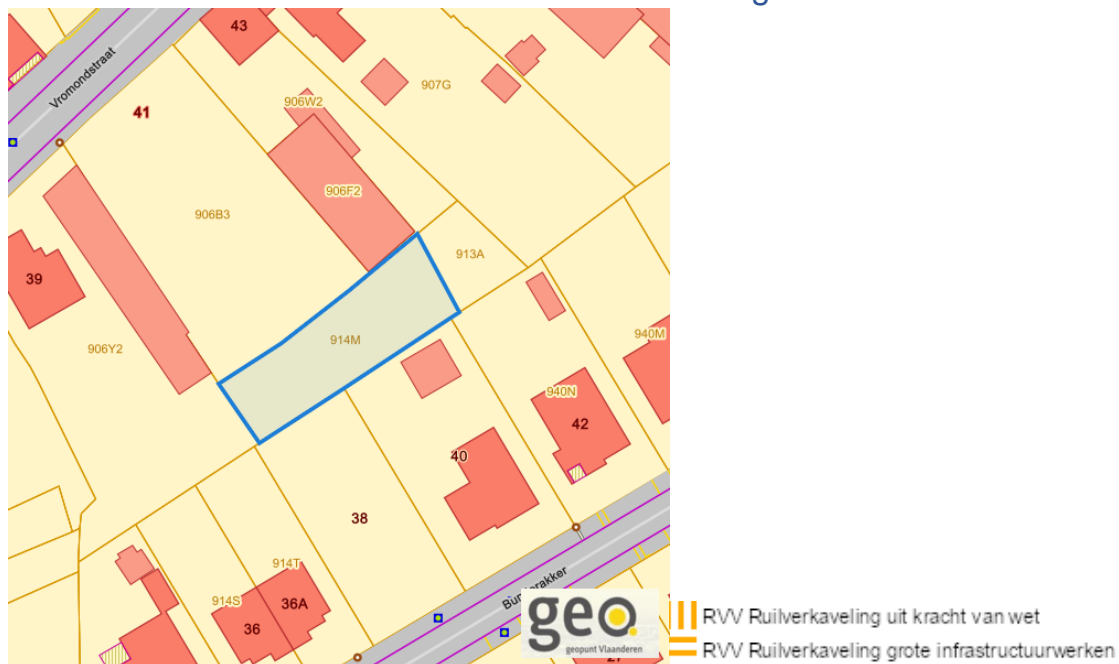 43
Vromondstraat
41
906W2
907G
906F2
906B3
913A
39
914M
906Y2
940M
940N
42
40
38
914T
914S
36A
36
geo.
geopunt Vlaanderen
RVV Ruilverkaveling uit kracht van wet
RVV Ruilverkaveling grote infrastructuurwerken